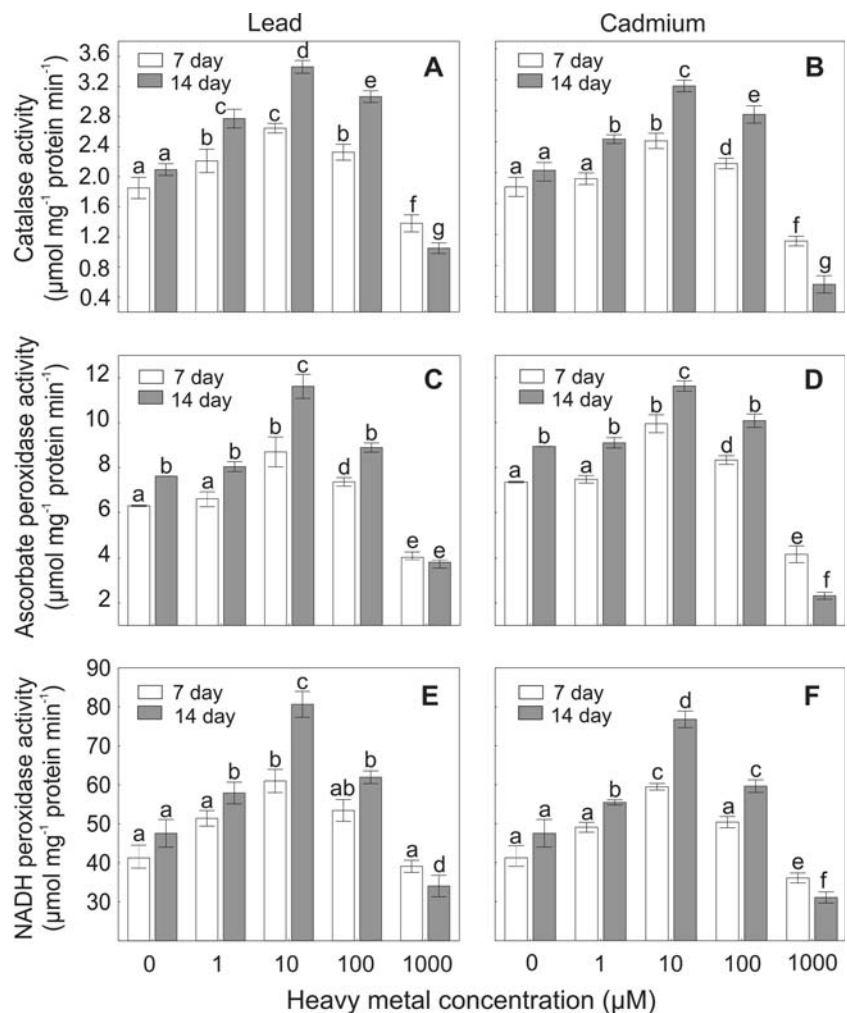 Lead
Cadmium
Catalase activity
(µmol mg⁻¹ protein min⁻¹)
3.6
3.2
2.8
2.4
2.0
1.6
1.2
0.8
0.4
7 day
14 day
A
a
a
b
c
c
d
b
e
f
g
7 day
14 day
B
a
a
a
b
b
c
d
e
f
g
Ascorbate peroxidase activity
(µmol mg⁻¹ protein min⁻¹)
12
10
8
6
4
2
7 day
14 day
C
a
b
a
b
b
c
d
b
e
e
7 day
14 day
D
a
b
a
b
b
c
d
b
e
f
NADH peroxidase activity
(µmol mg⁻¹ protein min⁻¹)
90
80
70
60
50
40
30
7 day
14 day
E
a
a
a
b
b
c
ab
b
a
d
7 day
14 day
F
a
a
a
b
c
d
a
c
e
f
0
1
10
100
1000
0
1
10
100
1000
Heavy metal concentration (µM)